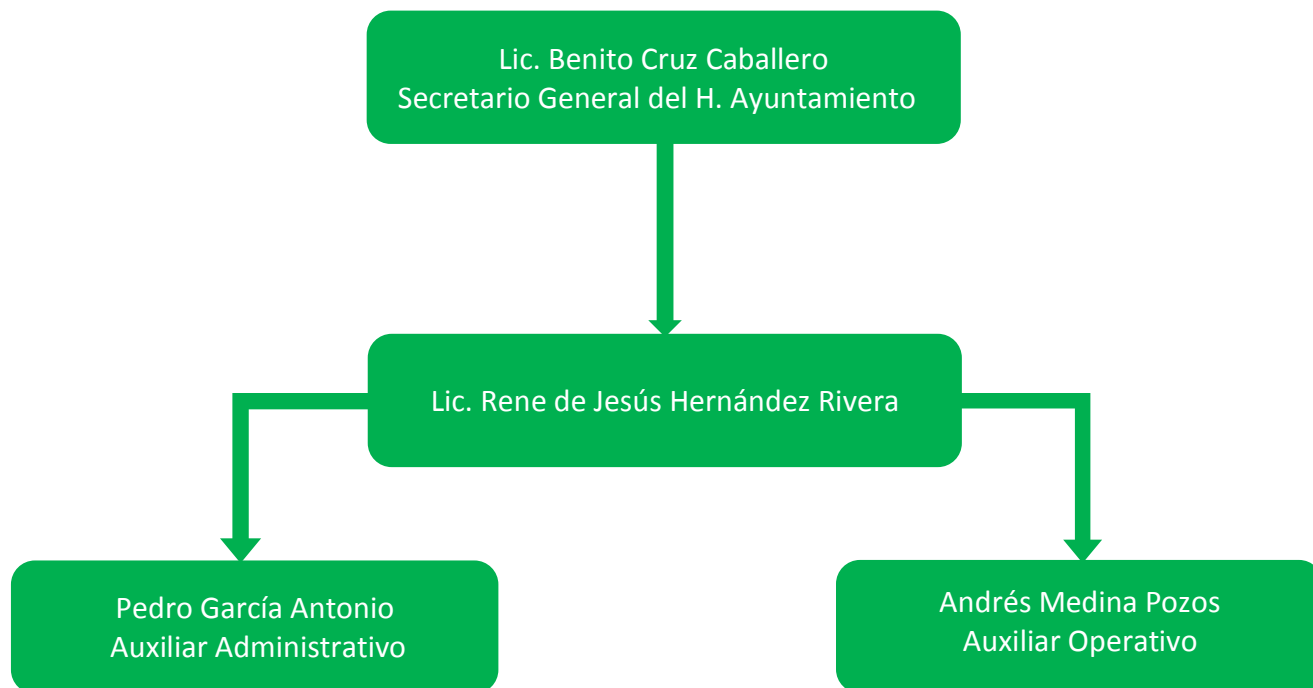 Lic. Benito Cruz Caballero
Secretario General del H. Ayuntamiento
Lic. Rene de Jesús Hernández Rivera
Pedro García Antonio
Auxiliar Administrativo
Andrés Medina Pozos
Auxiliar Operativo